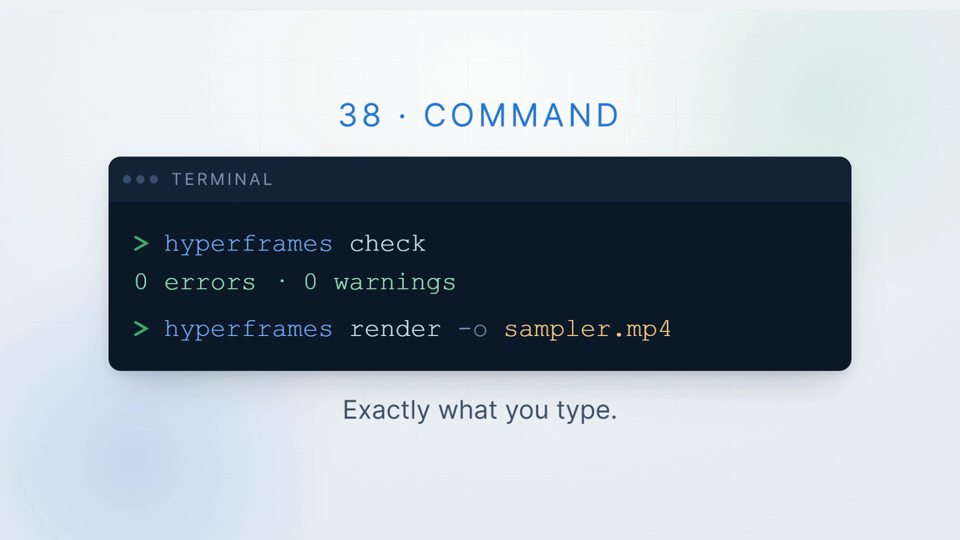 38 · COMMAND
TERMINAL
> hyperframes check
0 errors · 0 warnings
> hyperframes render -o sampler.mp4
Exactly what you type.